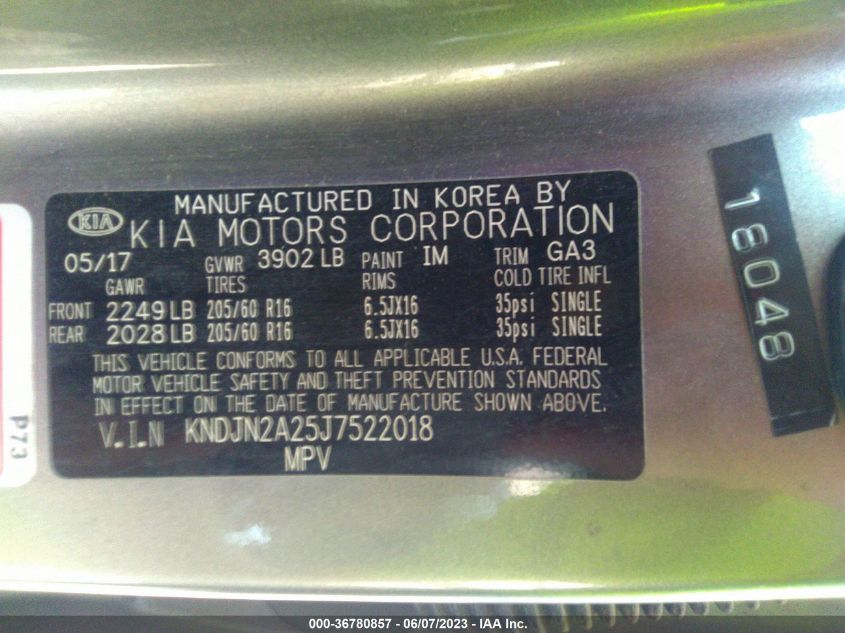 MANUFACTURED IN KOREA BY
KIA KIA MOTORS CORPORATION
05/17 GVWR 3902 LB PAINT IM TRIM GA3
GAWR TIRES RIMS COLD TIRE INFL
FRONT 2249 LB 205/60 R16 6.5JX16 35psi SINGLE
REAR 2028 LB 205/60 R16 6.5JX16 35psi SINGLE
THIS VEHICLE CONFORMS TO ALL APPLICABLE U.S.A. FEDERAL
MOTOR VEHICLE SAFETY AND THEFT PREVENTION STANDARDS
IN EFFECT ON THE DATE OF MANUFACTURE SHOWN ABOVE.
V.I.N KNDJN2A25J7522018
MPV
P73
18048
000-36780857 - 06/07/2023 - IAA Inc.